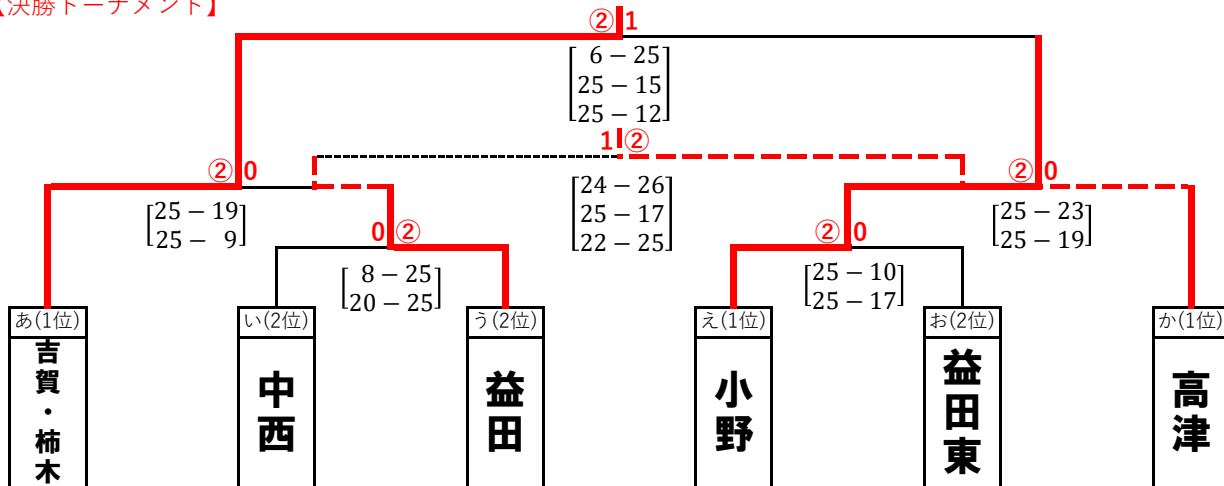 【決勝トーナメント】
② 1
6 − 25
25 − 15
25 − 12
1 ②
② 0
② 0
24 − 26
25 − 17
22 − 25
25 − 19
25 − 9
25 − 23
25 − 19
0 ②
② 0
8 − 25
20 − 25
25 − 10
25 − 17
あ(1位)
い(2位)
う(2位)
え(1位)
お(2位)
か(1位)
吉賀・柿木
中西
益田
小野
益田東
高津